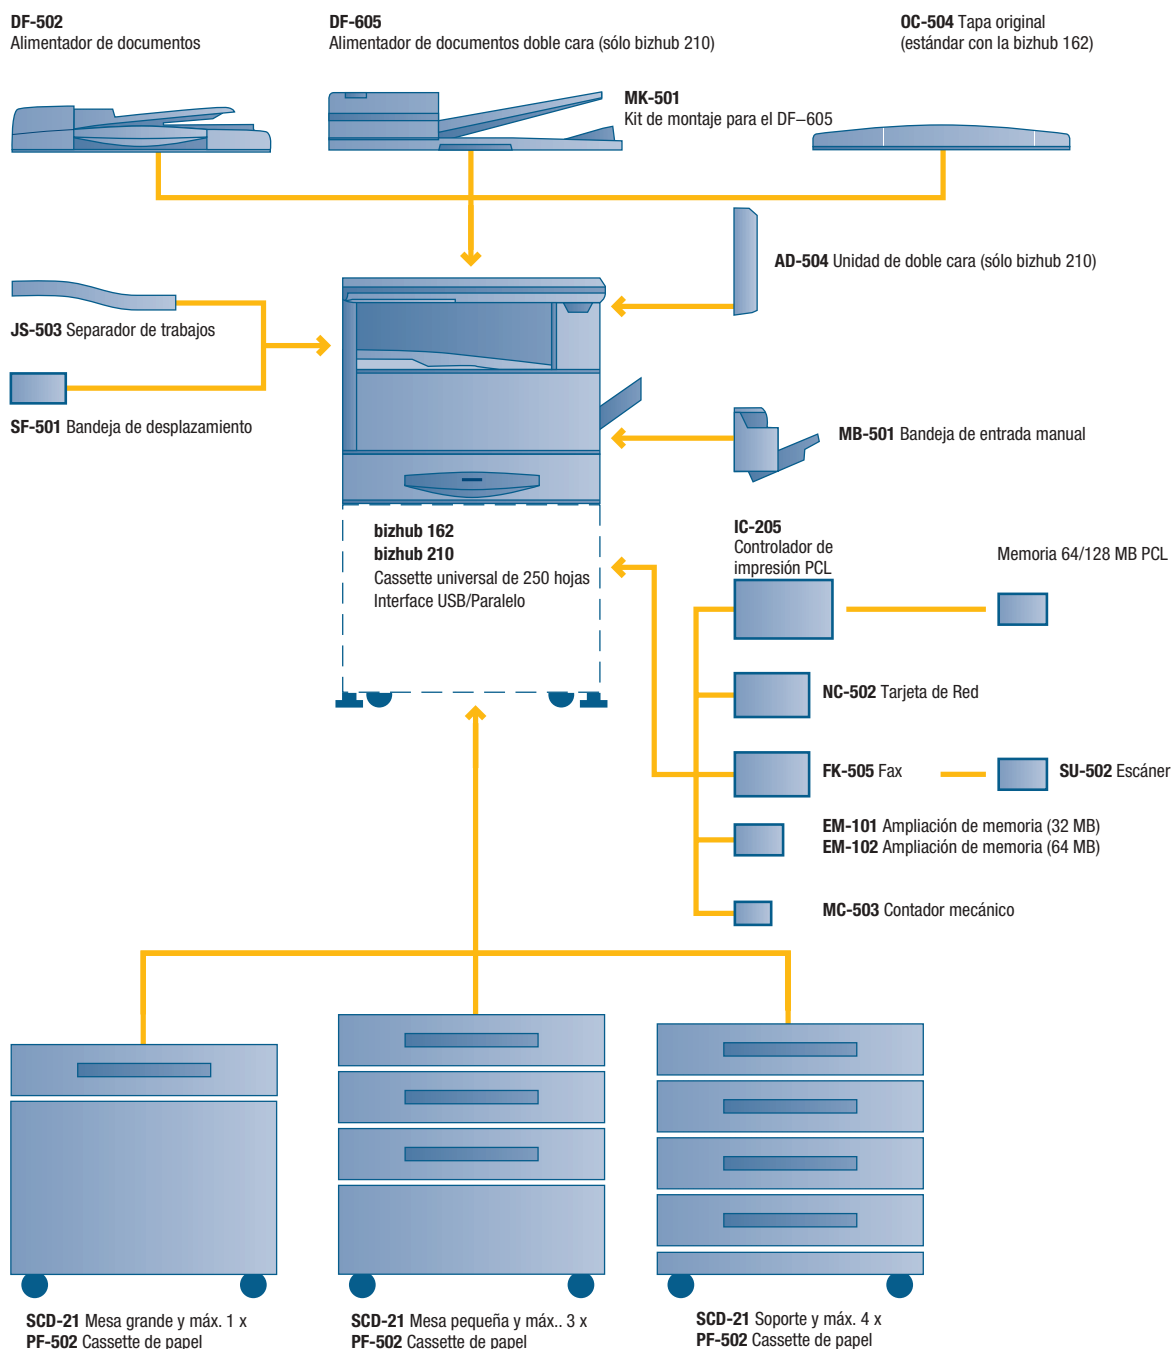 DF-502
Alimentador de documentos
DF-605
Alimentador de documentos doble cara (sólo bizhub 210)
OC-504 Tapa original
(estándar con la bizhub 162)
MK-501
Kit de montaje para el DF–605
AD-504 Unidad de doble cara (sólo bizhub 210)
JS-503 Separador de trabajos
SF-501 Bandeja de desplazamiento
MB-501 Bandeja de entrada manual
bizhub 162
bizhub 210
Cassette universal de 250 hojas
Interface USB/Paralelo
IC-205
Controlador de
impresión PCL
Memoria 64/128 MB PCL
NC-502 Tarjeta de Red
FK-505 Fax
SU-502 Escáner
EM-101 Ampliación de memoria (32 MB)
EM-102 Ampliación de memoria (64 MB)
MC-503 Contador mecánico
SCD-21 Mesa grande y máx. 1 x
PF-502 Cassette de papel
SCD-21 Mesa pequeña y máx.. 3 x
PF-502 Cassette de papel
SCD-21 Soporte y máx. 4 x
PF-502 Cassette de papel